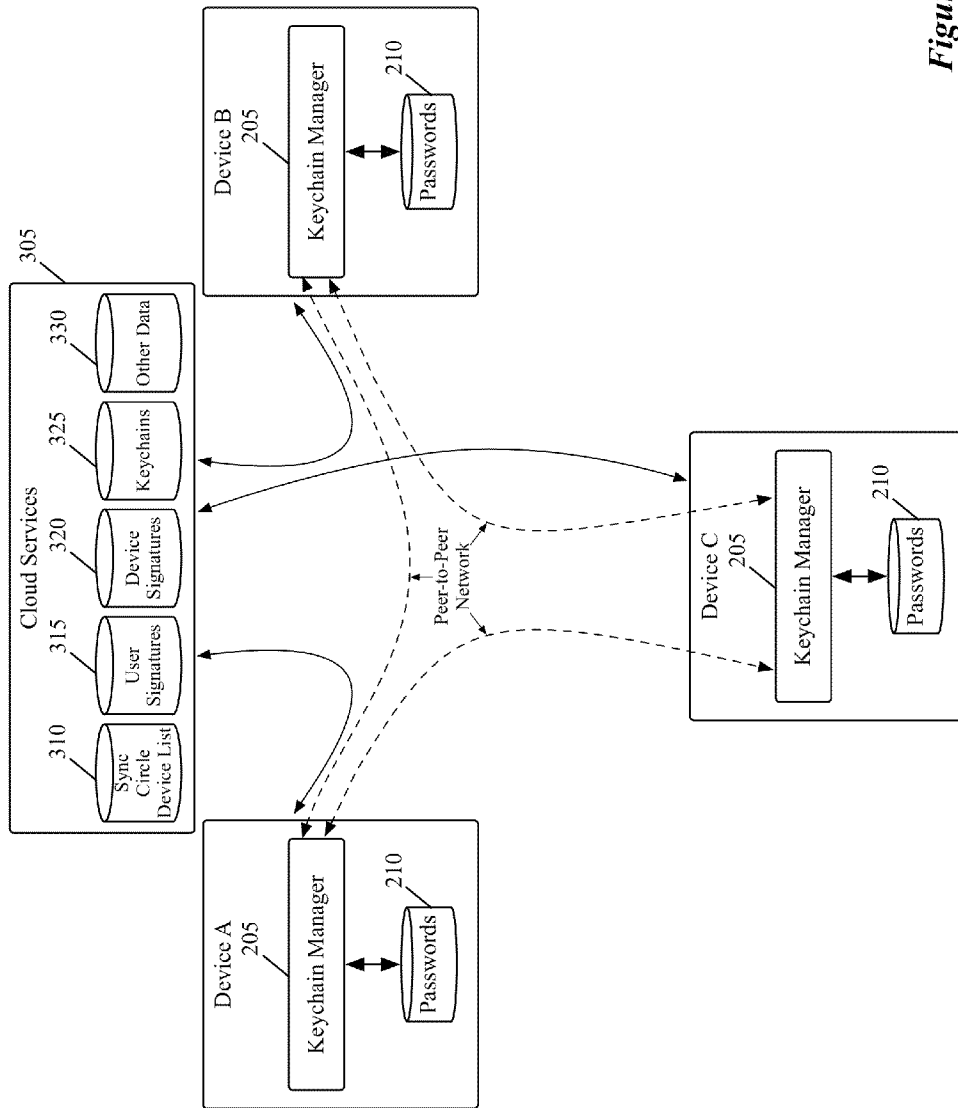 Cloud Services
305
310
315
320
325
330
Sync
Circle
Device List
User
Signatures
Device
Signatures
Keychains
Other Data
Device A
205
Keychain Manager
210
Passwords
Device B
205
Keychain Manager
210
Passwords
Peer-to-Peer
Network
Device C
205
Keychain Manager
210
Passwords